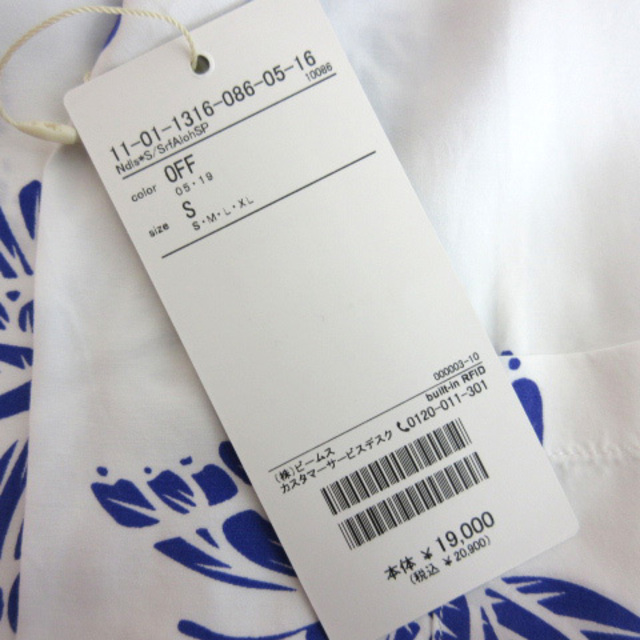 11-01-1316-086-05-16
10086
Ndls*S/SrfAlohSP
color OFF
05・19
size S
S・M・L・XL
00003-10
built-in RFID
(株)ビームス
カスタマーサービスデスク 0120-011-301
本体 ¥19,000
(税込 ¥20,900)